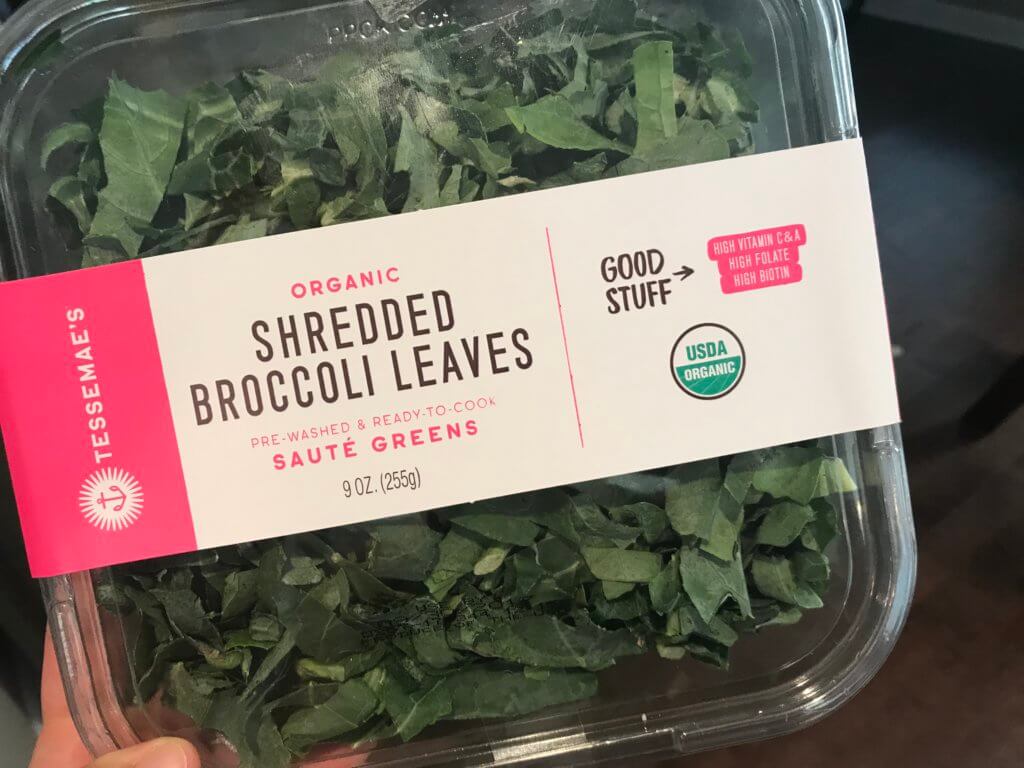 TESSEMAE'S
ORGANIC
SHREDDED
BROCCOLI LEAVES
PRE-WASHED & READY-TO-COOK
SAUTÉ GREENS
9 OZ. (255g)
GOOD
STUFF
HIGH VITAMIN C & A
HIGH FOLATE
HIGH BIOTIN
USDA
ORGANIC